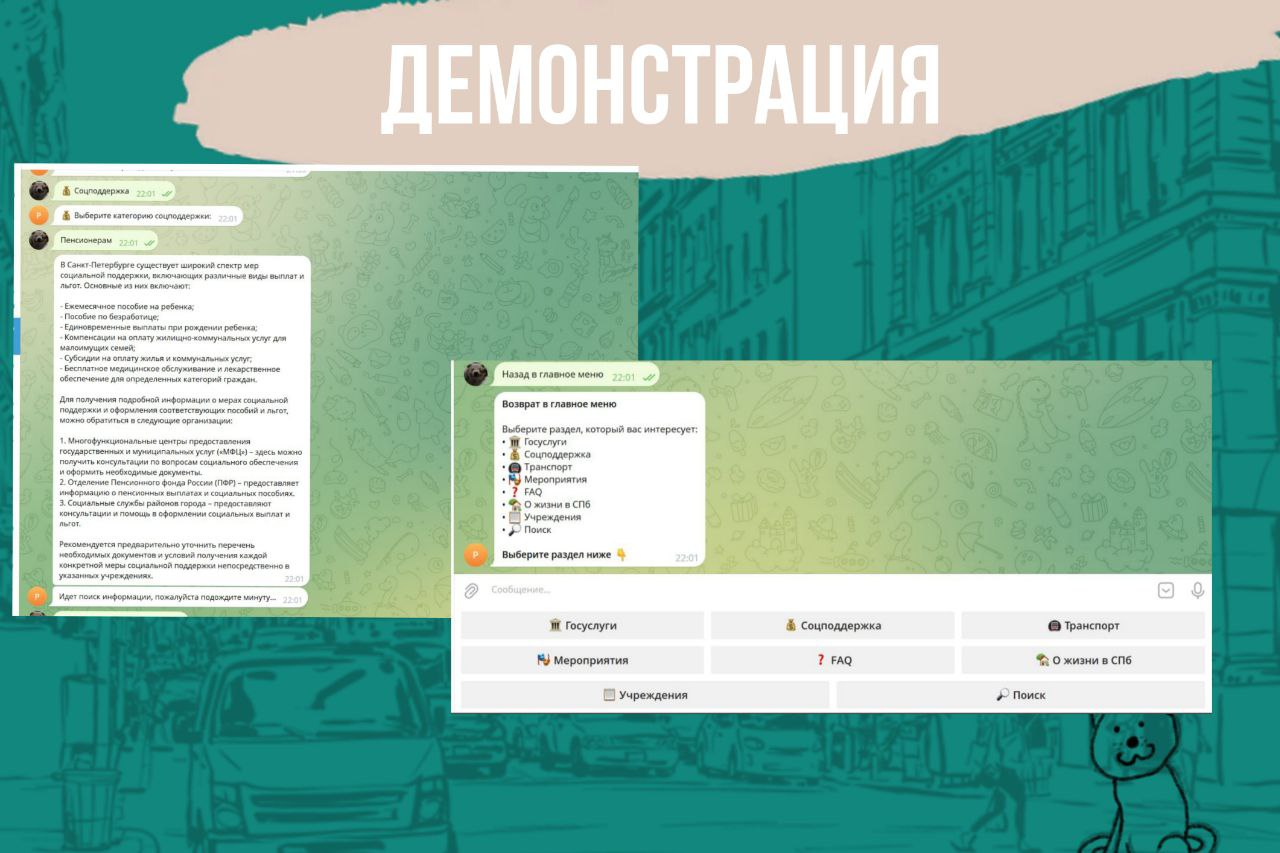 ДЕМОНСТРАЦИЯ
💰 Соцподдержка 22:01
Р
💰 Выберите категорию соцподдержки: 22:01
Пенсионерам 22:01
В Санкт-Петербурге существует широкий спектр мер
социальной поддержки, включающих различные виды выплат и
льгот. Основные из них включают:
- Ежемесячное пособие на ребенка;
- Пособие по безработице;
- Единовременные выплаты при рождении ребенка;
- Компенсации на оплату жилищно-коммунальных услуг для
малоимущих семей;
- Субсидии на оплату жилья и коммунальных услуг;
- Бесплатное медицинское обслуживание и лекарственное
обеспечение для определенных категорий граждан.
Для получения подробной информации о мерах социальной
поддержки и оформления соответствующих пособий и льгот,
можно обратиться в следующие организации:
1. Многофункциональные центры предоставления
государственных и муниципальных услуг («МФЦ») – здесь можно
получить консультации по вопросам социального обеспечения
и оформить необходимые документы.
2. Отделение Пенсионного фонда России (ПФР) – предоставляет
информацию о пенсионных выплатах и социальных пособиях.
3. Социальные службы районов города – предоставляют
консультации и помощь в оформлении социальных выплат и
льгот.
Рекомендуется предварительно уточнить перечень
необходимых документов и условий получения каждой
конкретной меры социальной поддержки непосредственно в
указанных учреждениях. 22:01
Р
Идет поиск информации, пожалуйста подождите минуту... 22:01
Назад в главное меню 22:01
Возврат в главное меню
Выберите раздел, который вас интересует:
• 🏛 Госуслуги
• 💰 Соцподдержка
• 🚇 Транспорт
• 🎭 Мероприятия
• ❓ FAQ
• 🏡 О жизни в СПб
• 🧾 Учреждения
• 🔎 Поиск
Р
Выберите раздел ниже 👇 22:01
Сообщение...
🏛 Госуслуги 💰 Соцподдержка 🚇 Транспорт
🎭 Мероприятия ❓ FAQ 🏡 О жизни в СПб
🧾 Учреждения 🔎 Поиск